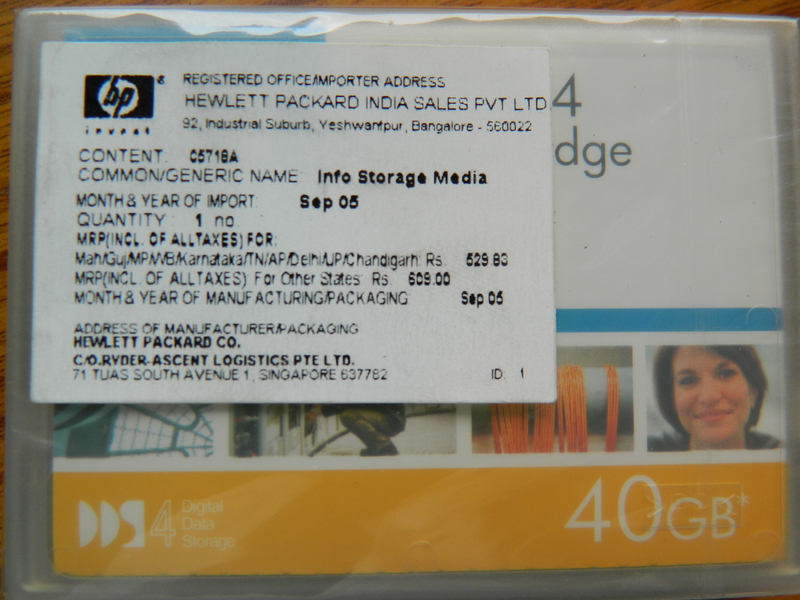 hp ®
invent
REGISTERED OFFICE/IMPORTER ADDRESS
HEWLETT PACKARD INDIA SALES PVT LTD.
92, Industrial Suburb, Yeshwantpur, Bangalore - 560022
CONTENT: C5718A
COMMON/GENERIC NAME: Info Storage Media
MONTH & YEAR OF IMPORT: Sep 05
QUANTITY : 1 no
MRP(INCL. OF ALLTAXES) FOR:
Mah/Guj/MP/WB/Karnataka/TN/AP/Delhi/UP/Chandigarh: Rs. 529.83
MRP(INCL. OF ALLTAXES) For Other States: Rs. 609.00
MONTH & YEAR OF MANUFACTURING/PACKAGING Sep 05
ADDRESS OF MANUFACTURER/PACKAGING
HEWLETT PACKARD CO.
C/O.RYDER-ASCENT LOGISTICS PTE LTD.
71 TUAS SOUTH AVENUE 1, SINGAPORE 637782 ID: 1
4
dge
DDS 4 Digital
Data
Storage
40GB*